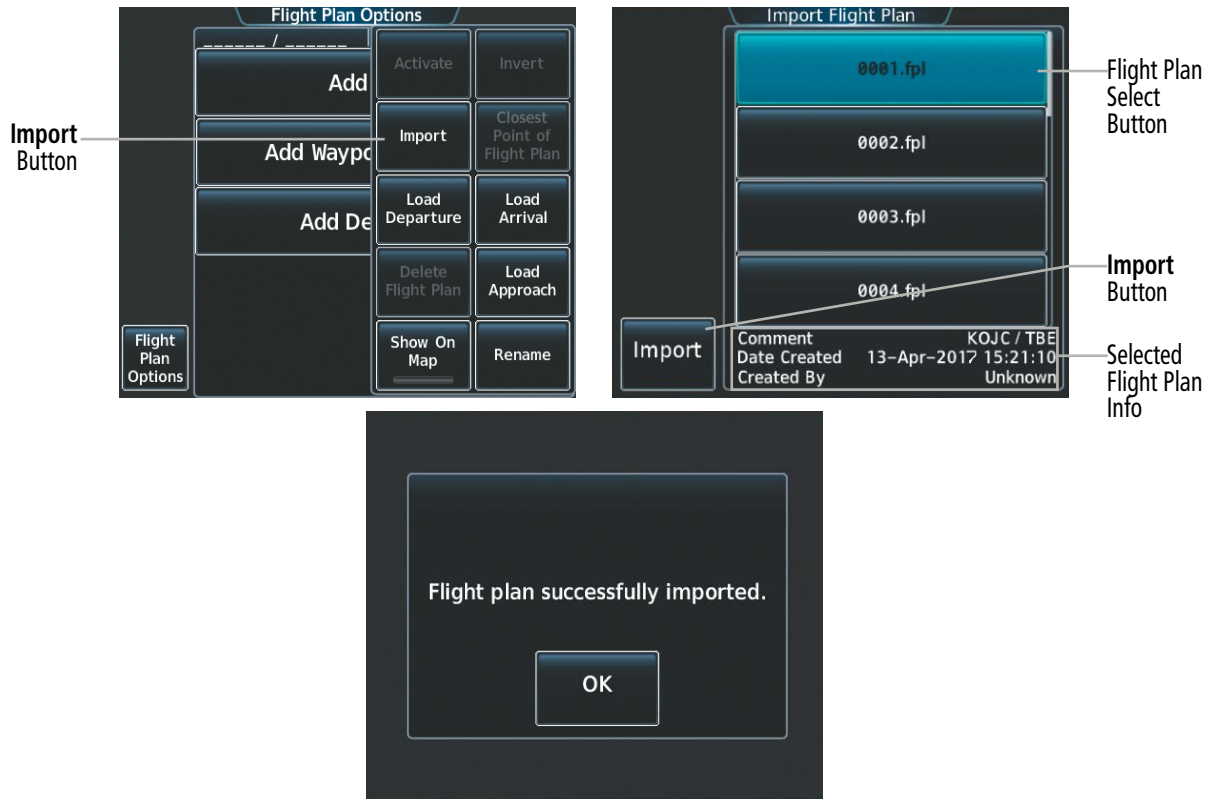 Flight Plan Options
______ / ______
Add
Add Waypo
Add De
Activate
Invert
Import
Closest
Point of
Flight Plan
Load
Departure
Load
Arrival
Delete
Flight Plan
Load
Approach
Show On
Map
Rename
Flight
Plan
Options
Import
Button
Import Flight Plan
0001.fpl
0002.fpl
0003.fpl
0004.fpl
Import
Comment KOJC / TBE
Date Created 13-Apr-2017 15:21:10
Created By Unknown
Flight Plan
Select
Button
Import
Button
Selected
Flight Plan
Info
Flight plan successfully imported.
OK